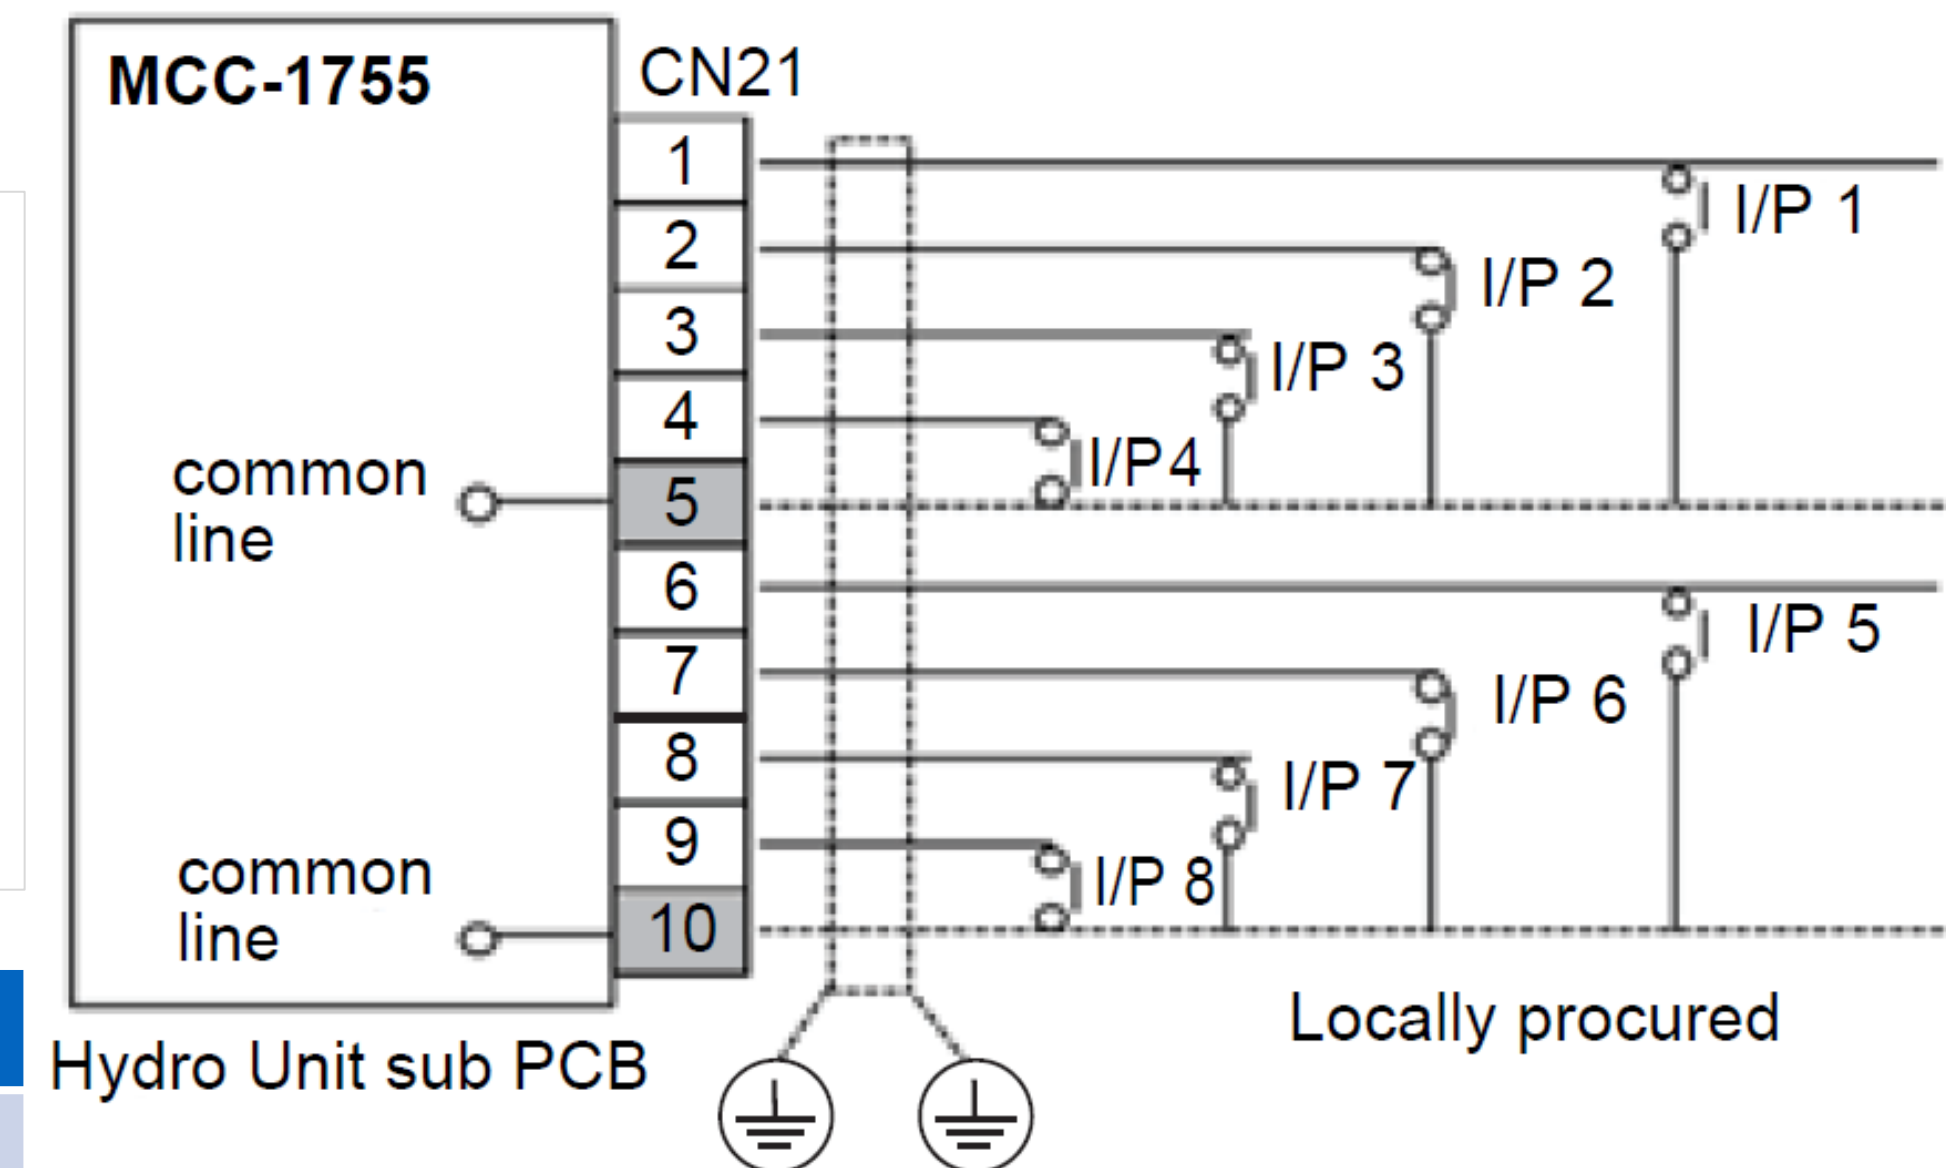 MCC-1755
CN21
1
2
3
4
5
6
7
8
9
10
I/P 1
I/P 2
I/P 3
I/P4
common
line
I/P 5
I/P 6
I/P 7
I/P 8
common
line
Locally procured
Hydro Unit sub PCB